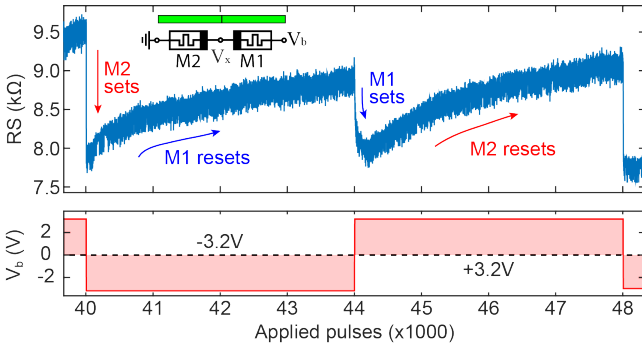 9.5
9.0
8.5
8.0
7.5
RS (kΩ)
M2
sets
M2
Vx
M1
Vb
M1
sets
M1 resets
M2 resets
2
0
-2
Vb (V)
-3.2V
+3.2V
40
41
42
43
44
45
46
47
48
Applied pulses (x1000)